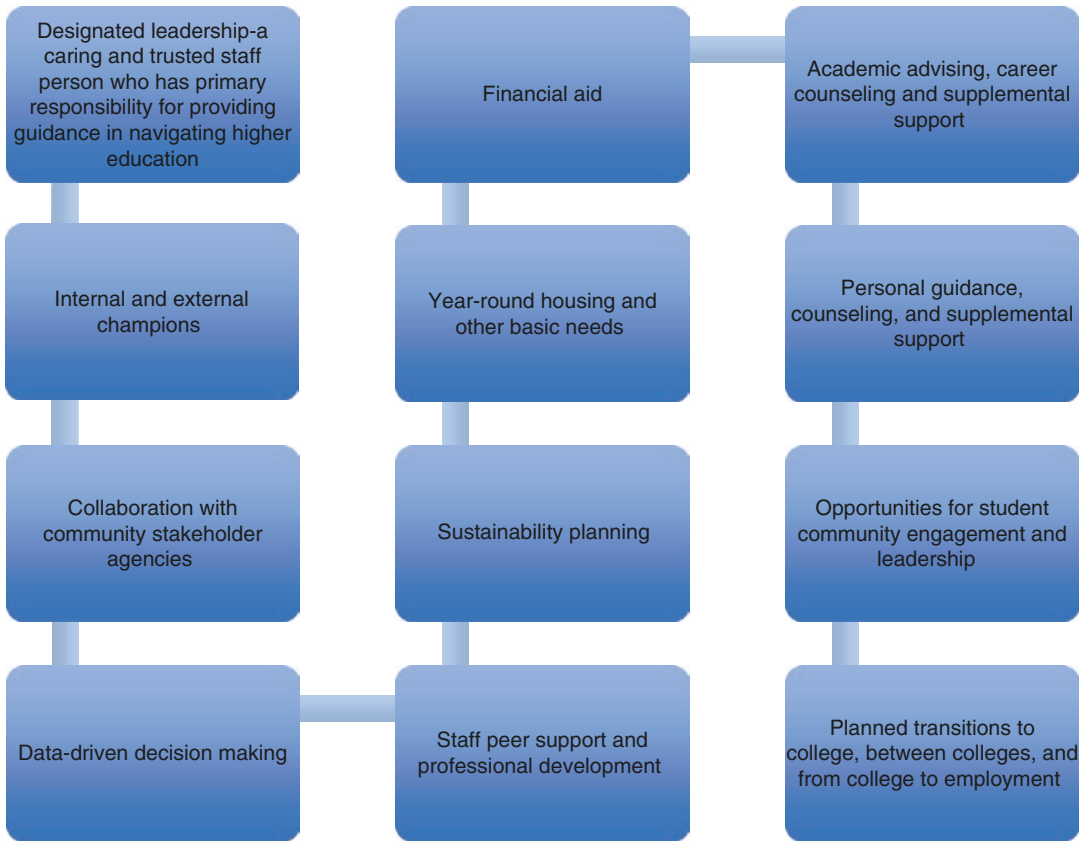 Designated leadership-a
caring and trusted staff
person who has primary
responsibility for providing
guidance in navigating higher
education
Internal and external
champions
Collaboration with
community stakeholder
agencies
Data-driven decision making
Staff peer support and
professional development
Sustainability planning
Year-round housing and
other basic needs
Financial aid
Academic advising, career
counseling and supplemental
support
Personal guidance,
counseling, and supplemental
support
Opportunities for student
community engagement and
leadership
Planned transitions to
college, between colleges, and
from college to employment